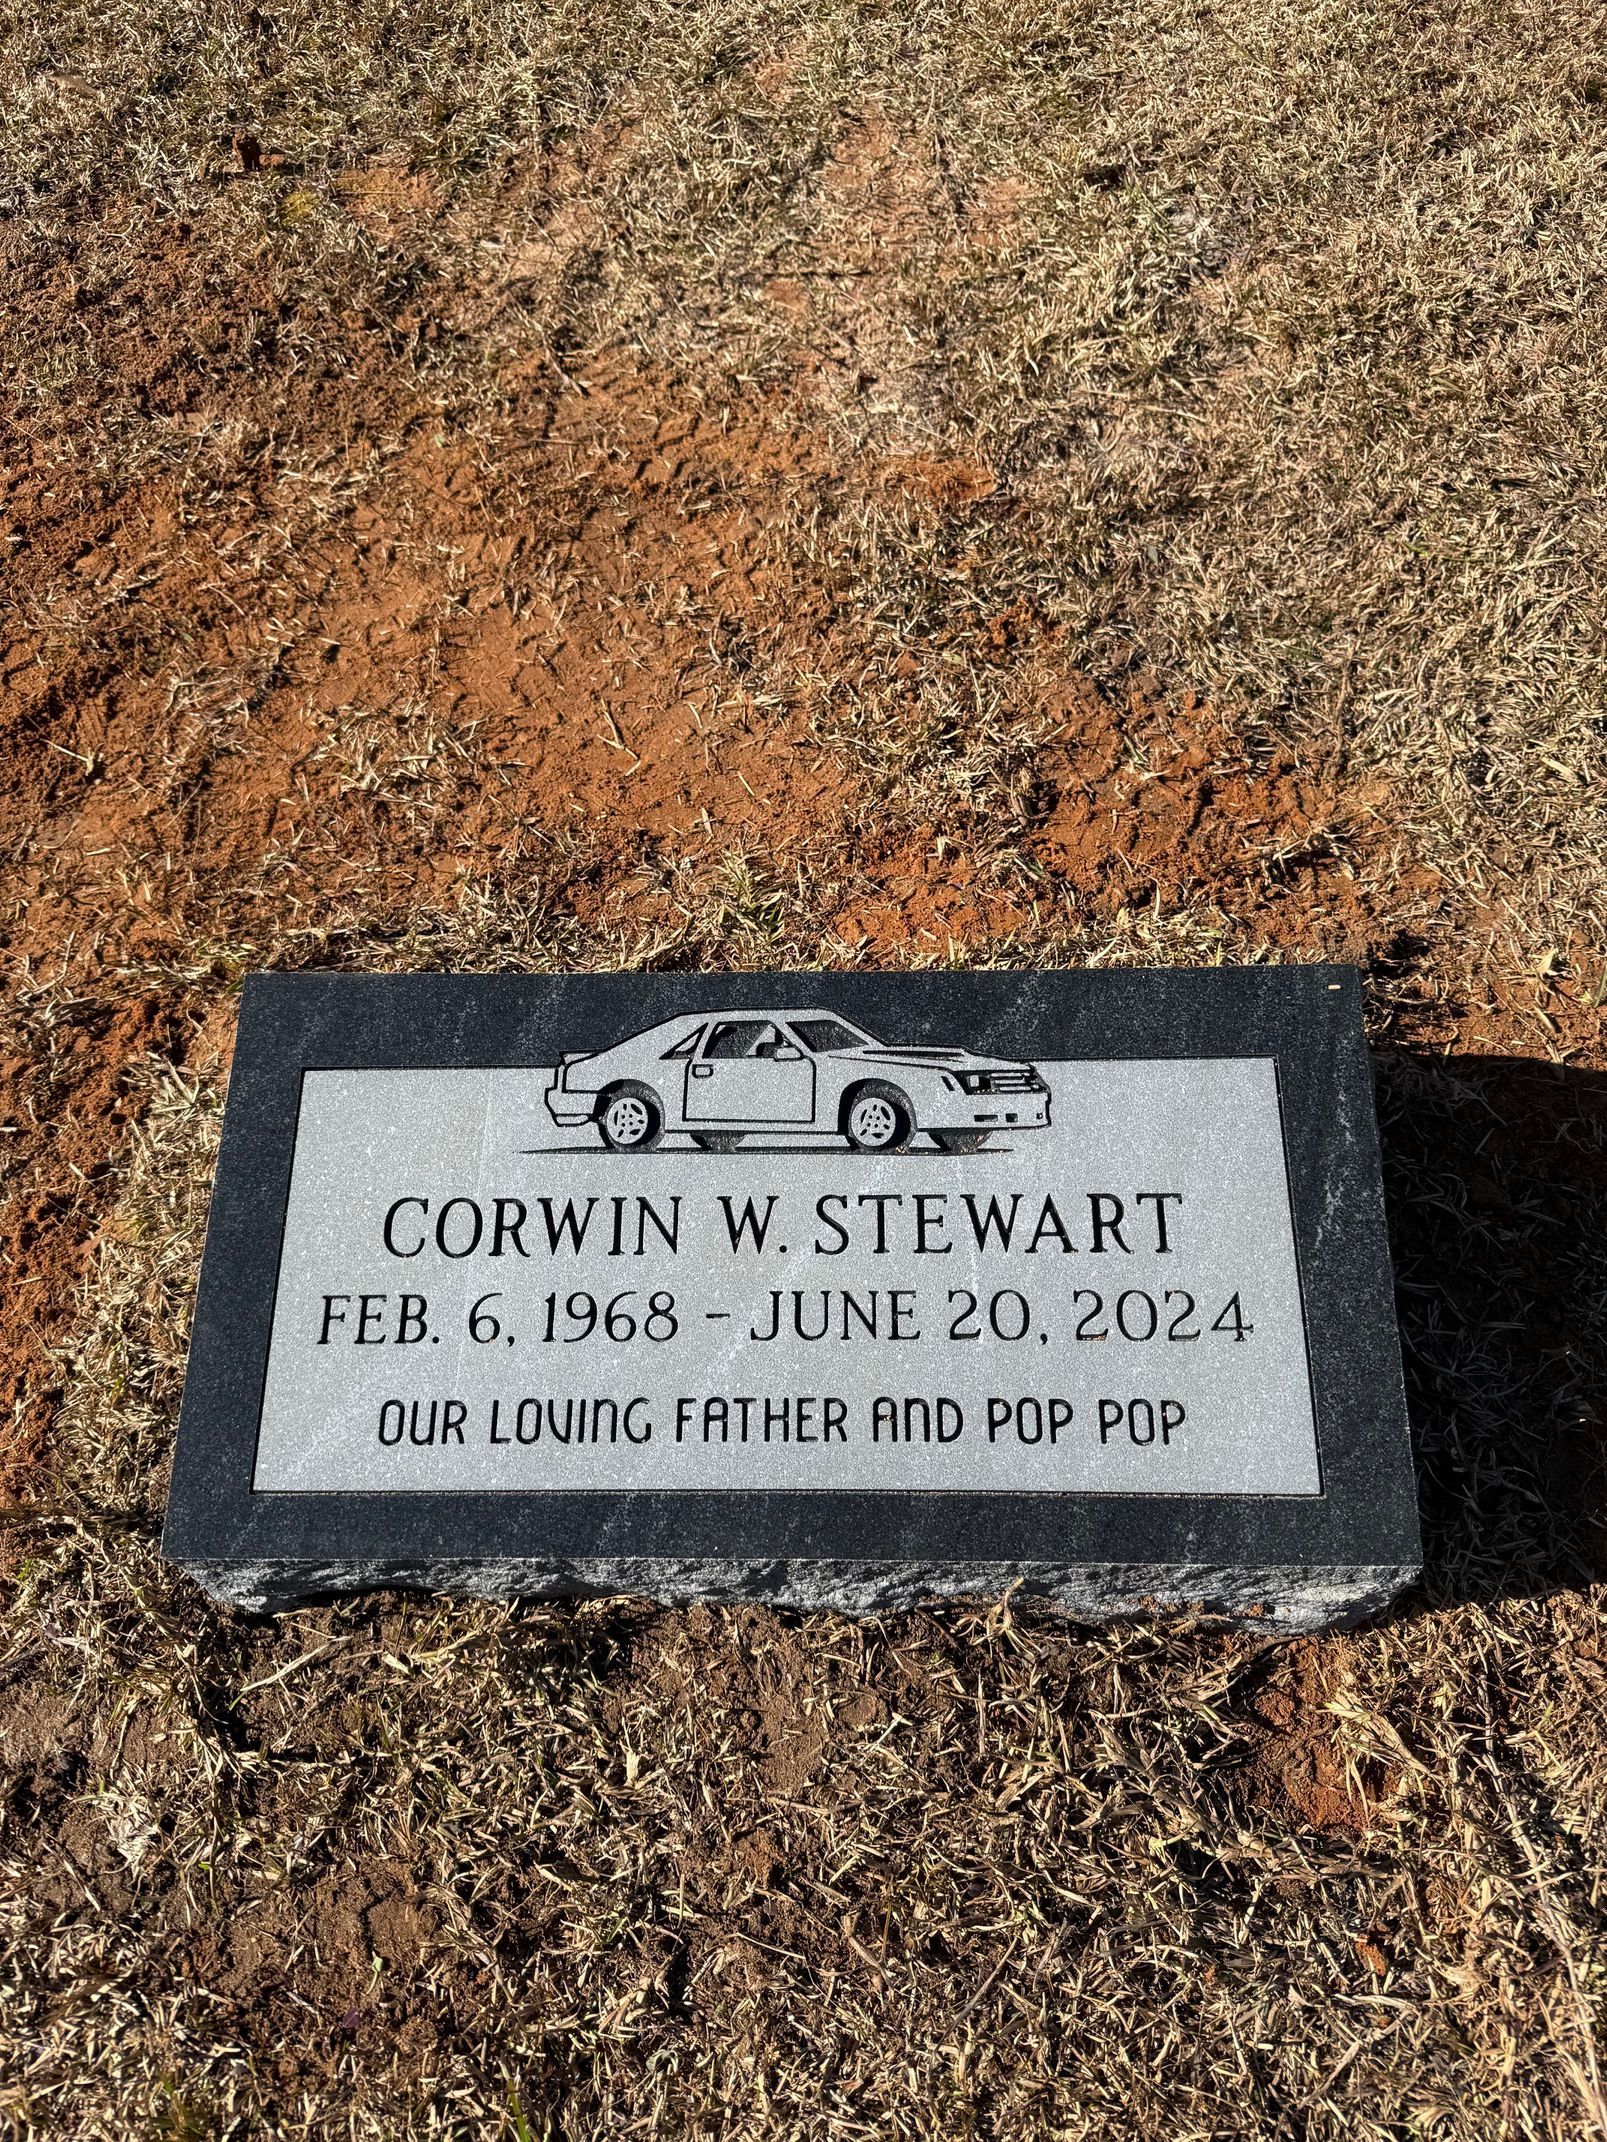 CORWIN W. STEWART
FEB. 6, 1968 - JUNE 20, 2024
OUR LOVING FATHER AND POP POP